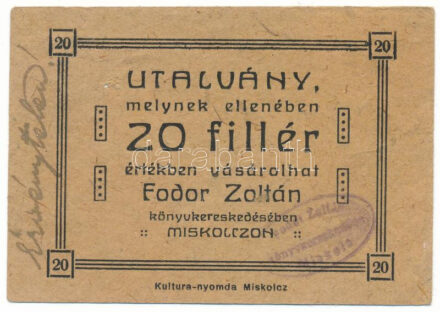 20 20
UTALVÁNY,
melynek ellenében
20 fillér
értékben vásárolhat
Fodor Zoltán
könyvkereskedésében
:: MISKOLCZON ::
20 20
Kultura-nyomda Miskolcz
Érvénytelen!
darabanth